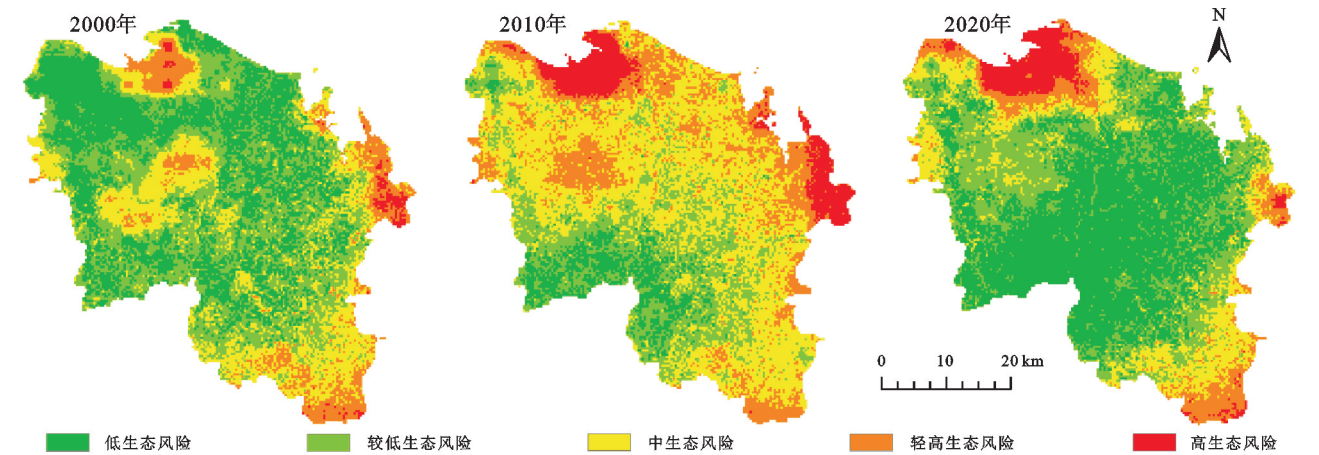 2000年
2010年
2020年
N
0 10 20 km
低生态风险
较低生态风险
中生态风险
轻高生态风险
高生态风险